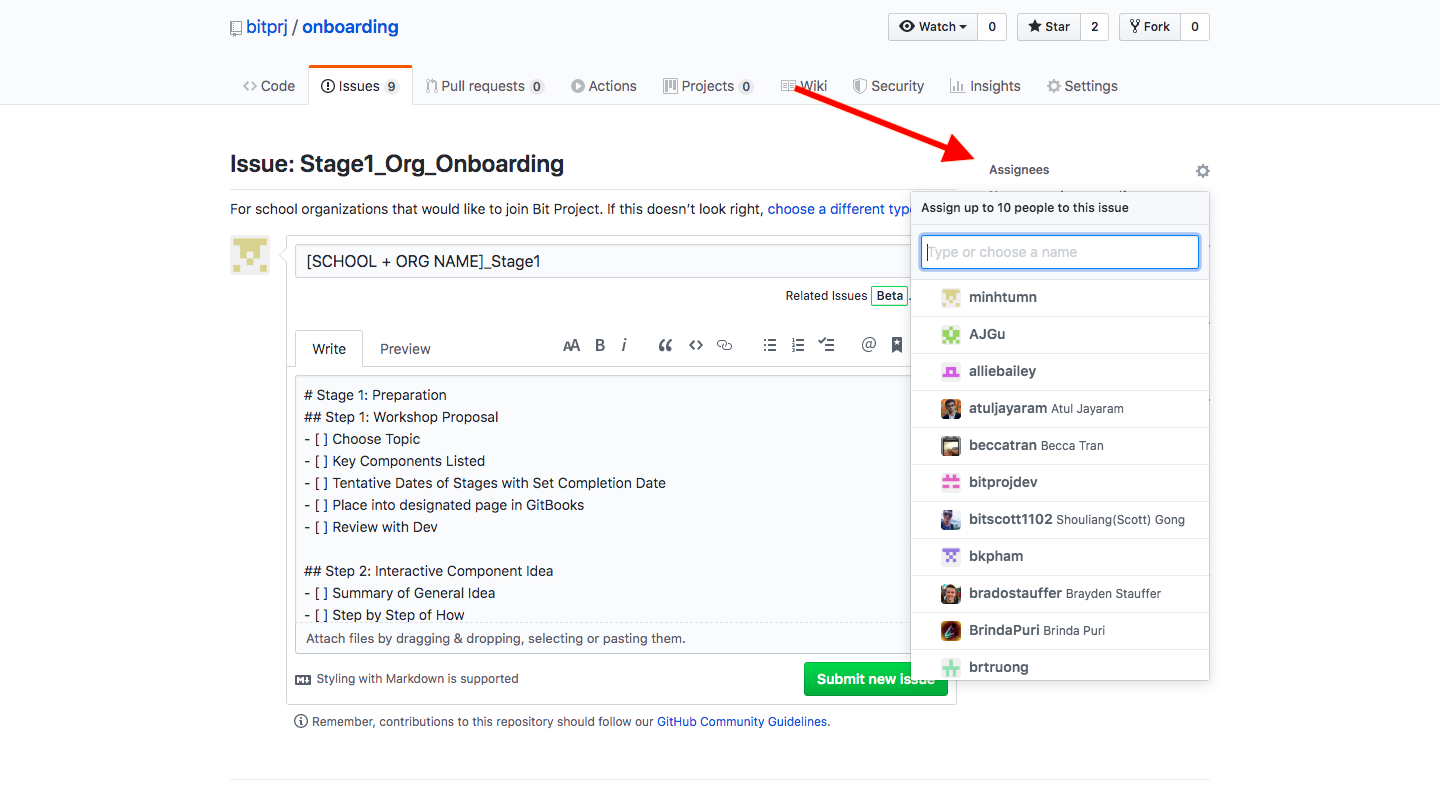 bitprj / onboarding
Watch 0 Star 2 Fork 0
Code Issues 9 Pull requests 0 Actions Projects 0 Wiki Security Insights Settings
Issue: Stage1_Org_Onboarding
For school organizations that would like to join Bit Project. If this doesn’t look right, choose a different type
[SCHOOL + ORG NAME]_Stage1
Related Issues Beta
Write Preview
# Stage 1: Preparation
## Step 1: Workshop Proposal
- [ ] Choose Topic
- [ ] Key Components Listed
- [ ] Tentative Dates of Stages with Set Completion Date
- [ ] Place into designated page in GitBooks
- [ ] Review with Dev
## Step 2: Interactive Component Idea
- [ ] Summary of General Idea
- [ ] Step by Step of How
Attach files by dragging & dropping, selecting or pasting them.
Styling with Markdown is supported
Submit new issue
Remember, contributions to this repository should follow our GitHub Community Guidelines.
Assignees
Assign up to 10 people to this issue
Type or choose a name
minhtumn
AJGu
alliebailey
atuljayaram Atul Jayaram
beccatran Becca Tran
bitprojdev
bitscott1102 Shouliang(Scott) Gong
bkpham
bradostauffer Brayden Stauffer
BrindaPuri Brinda Puri
brtruong